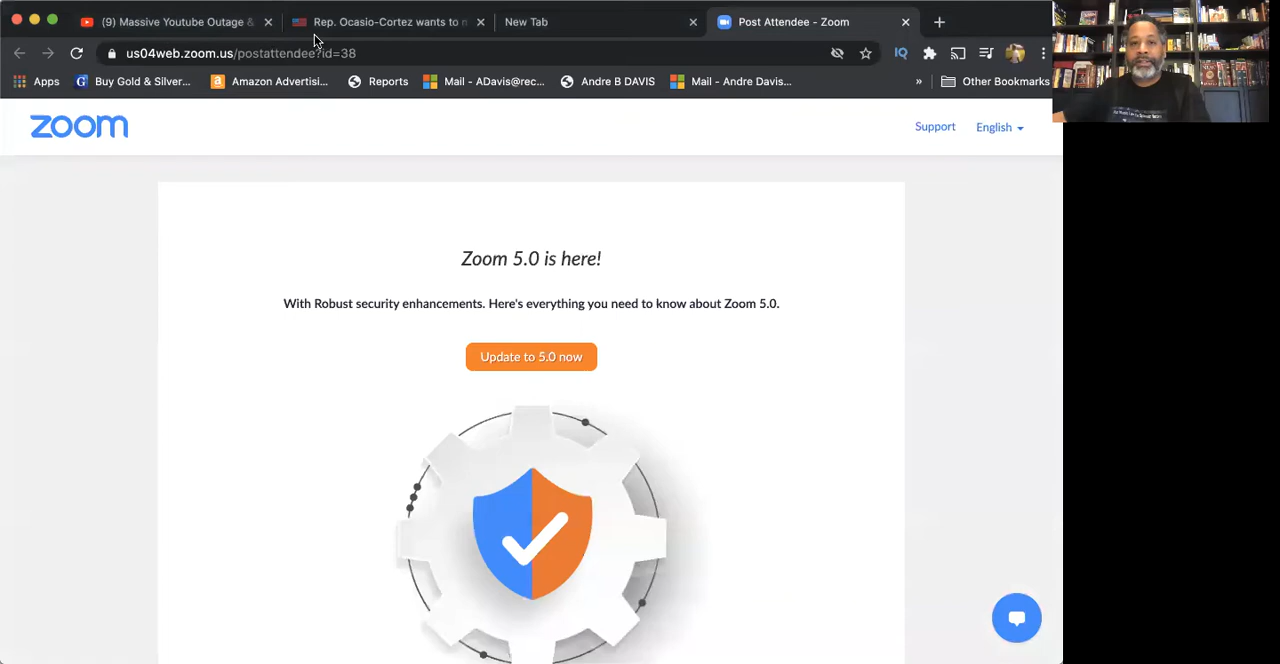 (9) Massive Youtube Outage &
Rep. Ocasio-Cortez wants to m
New Tab
Post Attendee - Zoom
us04web.zoom.us/postattendee?id=38
IQ
Apps
Buy Gold & Silver...
Amazon Advertisi...
Reports
Mail - ADavis@rec...
Andre B DAVIS
Mail - Andre Davis...
»
Other Bookmarks
zoom
Support
English
Zoom 5.0 is here!
With Robust security enhancements. Here's everything you need to know about Zoom 5.0.
Update to 5.0 now